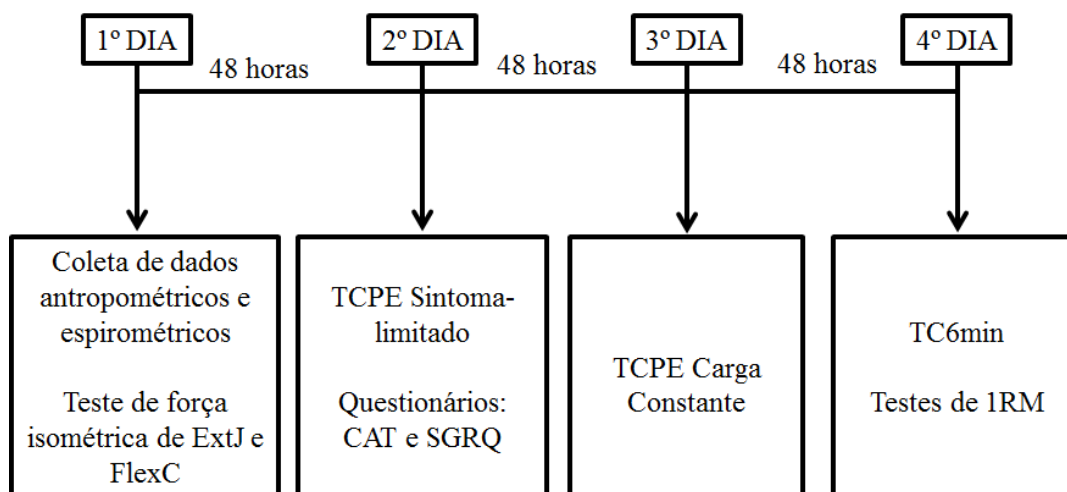 1º DIA
2º DIA
3º DIA
4º DIA
48 horas
48 horas
48 horas
Coleta de dados
antropométricos e
espirométricos
Teste de força
isométrica de ExtJ e
FlexC
TCPE Sintoma-
limitado
Questionários:
CAT e SGRQ
TCPE Carga
Constante
TC6min
Testes de 1RM